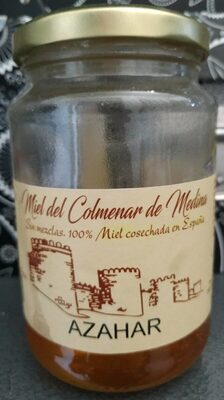 Miel del Colmenar de Medina
Sin mezclas. 100% Miel cosechada en España
AZAHAR